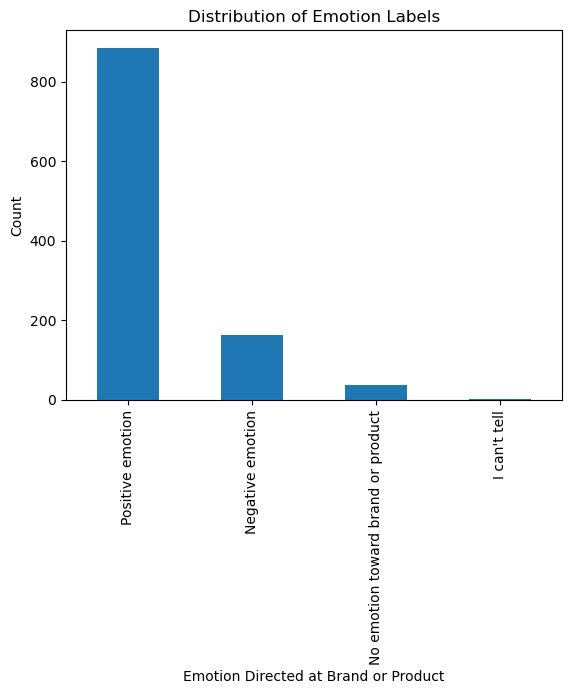 Distribution of Emotion Labels
Count
800
600
400
200
0
Positive emotion
Negative emotion
No emotion toward brand or product
I can't tell
Emotion Directed at Brand or Product